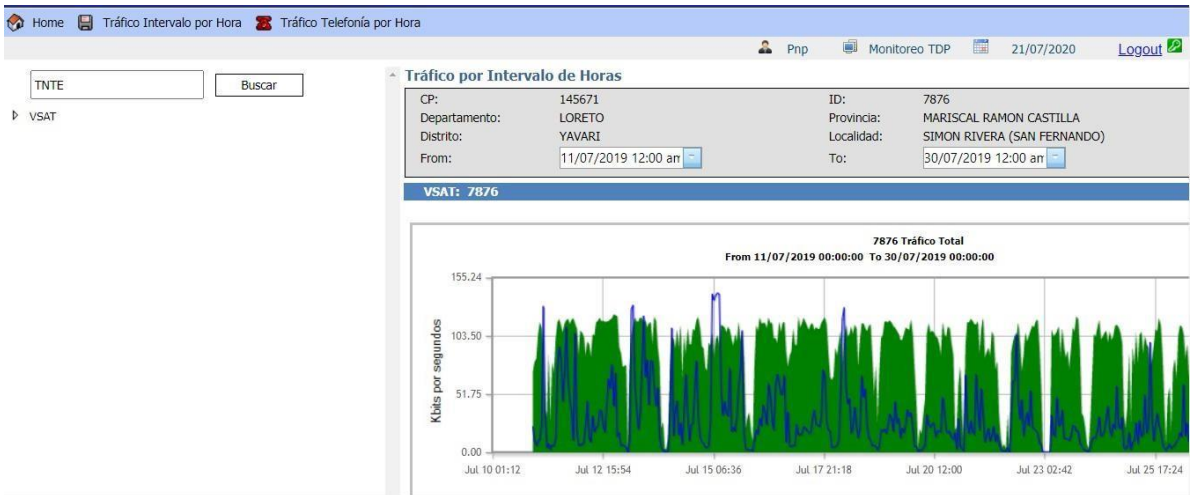 Home Tráfico Intervalo por Hora Tráfico Telefonía por Hora
Pnp Monitoreo TDP 21/07/2020 Logout
TNTE Buscar
VSAT
Tráfico por Intervalo de Horas
CP: 145671 ID: 7876
Departamento: LORETO Provincia: MARISCAL RAMON CASTILLA
Distrito: YAVARI Localidad: SIMON RIVERA (SAN FERNANDO)
From: 11/07/2019 12:00 am To: 30/07/2019 12:00 am
VSAT: 7876
7876 Tráfico Total
From 11/07/2019 00:00:00 To 30/07/2019 00:00:00
155.24
103.50
51.75
0.00
Kbits por segundos
Jul 10 01:12 Jul 12 15:54 Jul 15 06:36 Jul 17 21:18 Jul 20 12:00 Jul 23 02:42 Jul 25 17:24